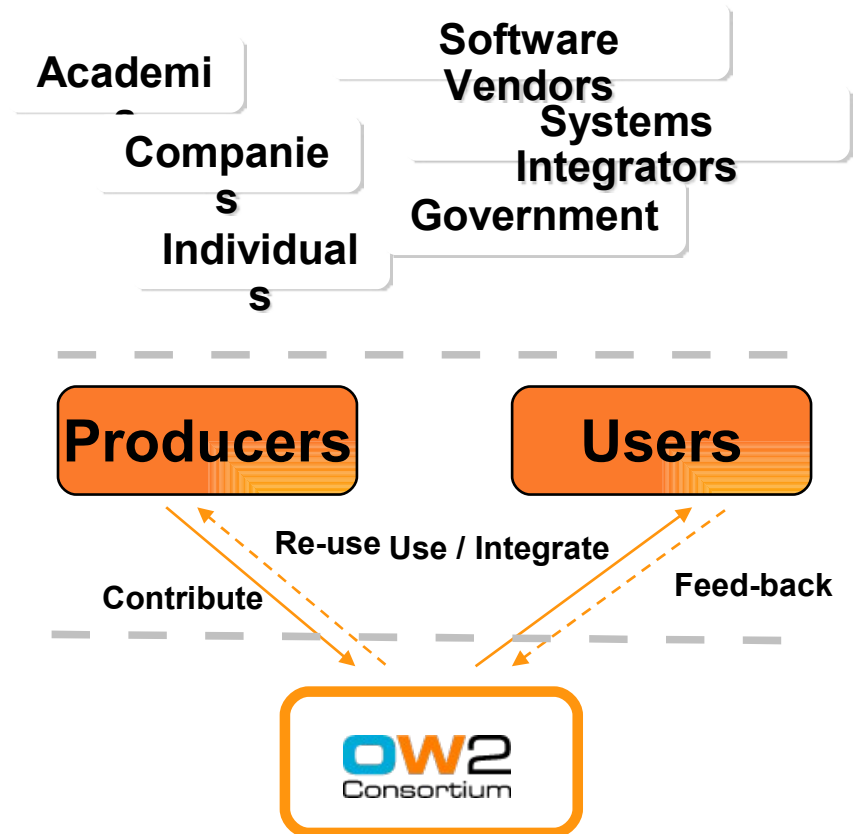 Software
Vendors
Academi
Systems
Integrators
Companie
s
Government
Individual
s
Producers
Users
Re-use
Use / Integrate
Contribute
Feed-back
OW2
Consortium